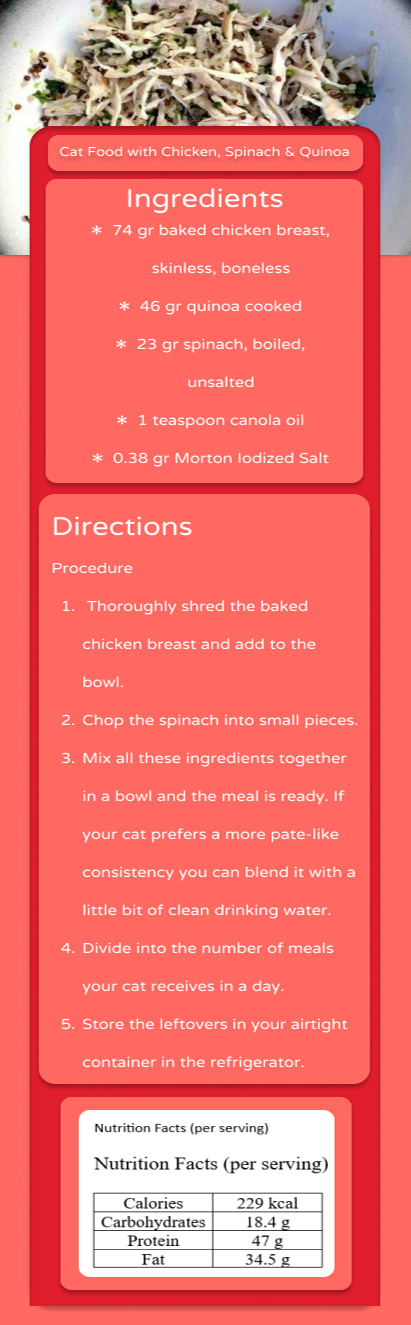 Cat Food with Chicken, Spinach & Quinoa
Ingredients
* 74 gr baked chicken breast,
skinless, boneless
* 46 gr quinoa cooked
* 23 gr spinach, boiled,
unsalted
* 1 teaspoon canola oil
* 0.38 gr Morton Iodized Salt
Directions
Procedure
1. Thoroughly shred the baked
chicken breast and add to the
bowl.
2. Chop the spinach into small pieces.
3. Mix all these ingredients together
in a bowl and the meal is ready. If
your cat prefers a more pate-like
consistency you can blend it with a
little bit of clean drinking water.
4. Divide into the number of meals
your cat receives in a day.
5. Store the leftovers in your airtight
container in the refrigerator.
Nutrition Facts (per serving)
Nutrition Facts (per serving)
Calories 229 kcal
Carbohydrates 18.4 g
Protein 47 g
Fat 34.5 g